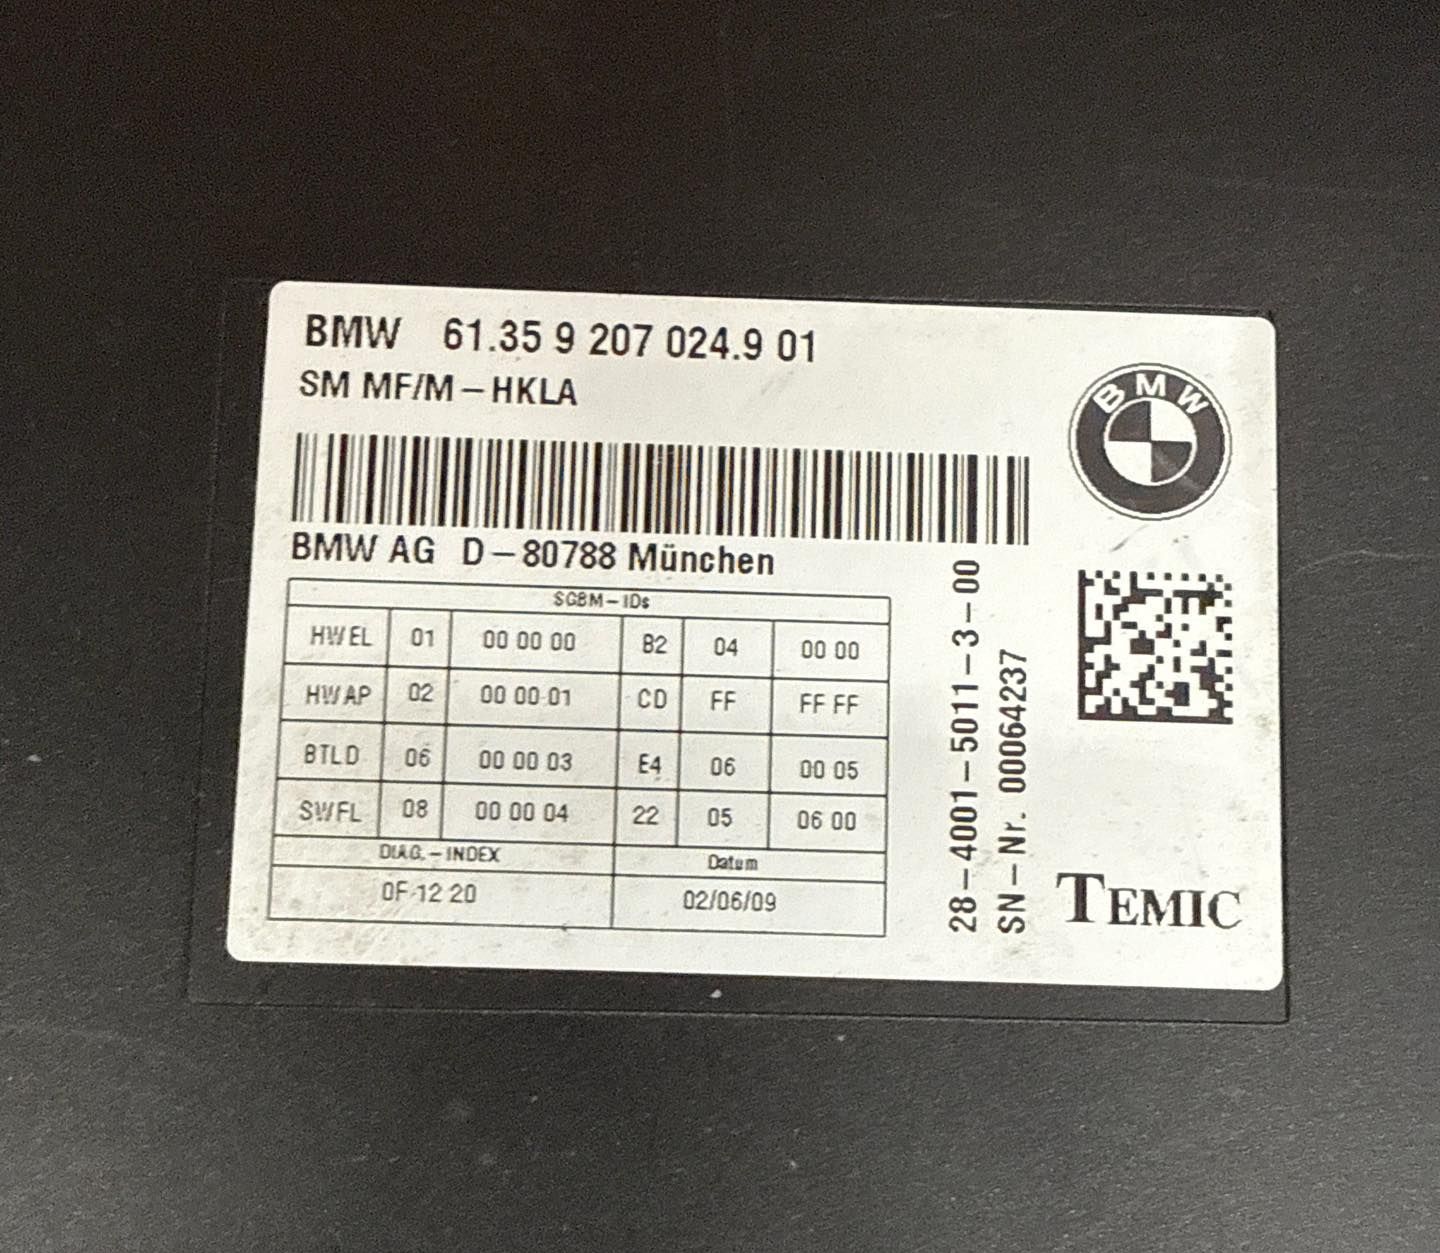 BMW 61.35 9 207 024.9 01
SM MF/M-HKLA
BMW
BMW AG D-80788 München
SGBM-IDs
HWEL 01 00 00 00 B2 04 00 00
HWAP 02 00 00 01 CD FF FF FF
BTLD 06 00 00 03 E4 06 00 05
SWFL 08 00 00 04 22 05 06 00
DIAG.-INDEX Datum
0F 12 20 02/06/09
28-4001-5011-3-00
SN-Nr. 00064237
TEMIC